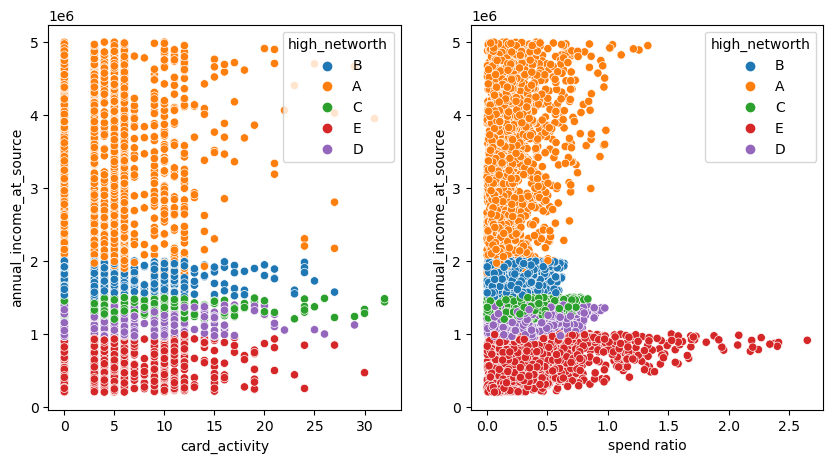 1e6
annual_income_at_source
5
4
3
2
1
0
0
5
10
15
20
25
30
card_activity
high_networth
B
A
C
E
D
1e6
annual_income_at_source
5
4
3
2
1
0
0.0
0.5
1.0
1.5
2.0
2.5
spend ratio
high_networth
B
A
C
E
D